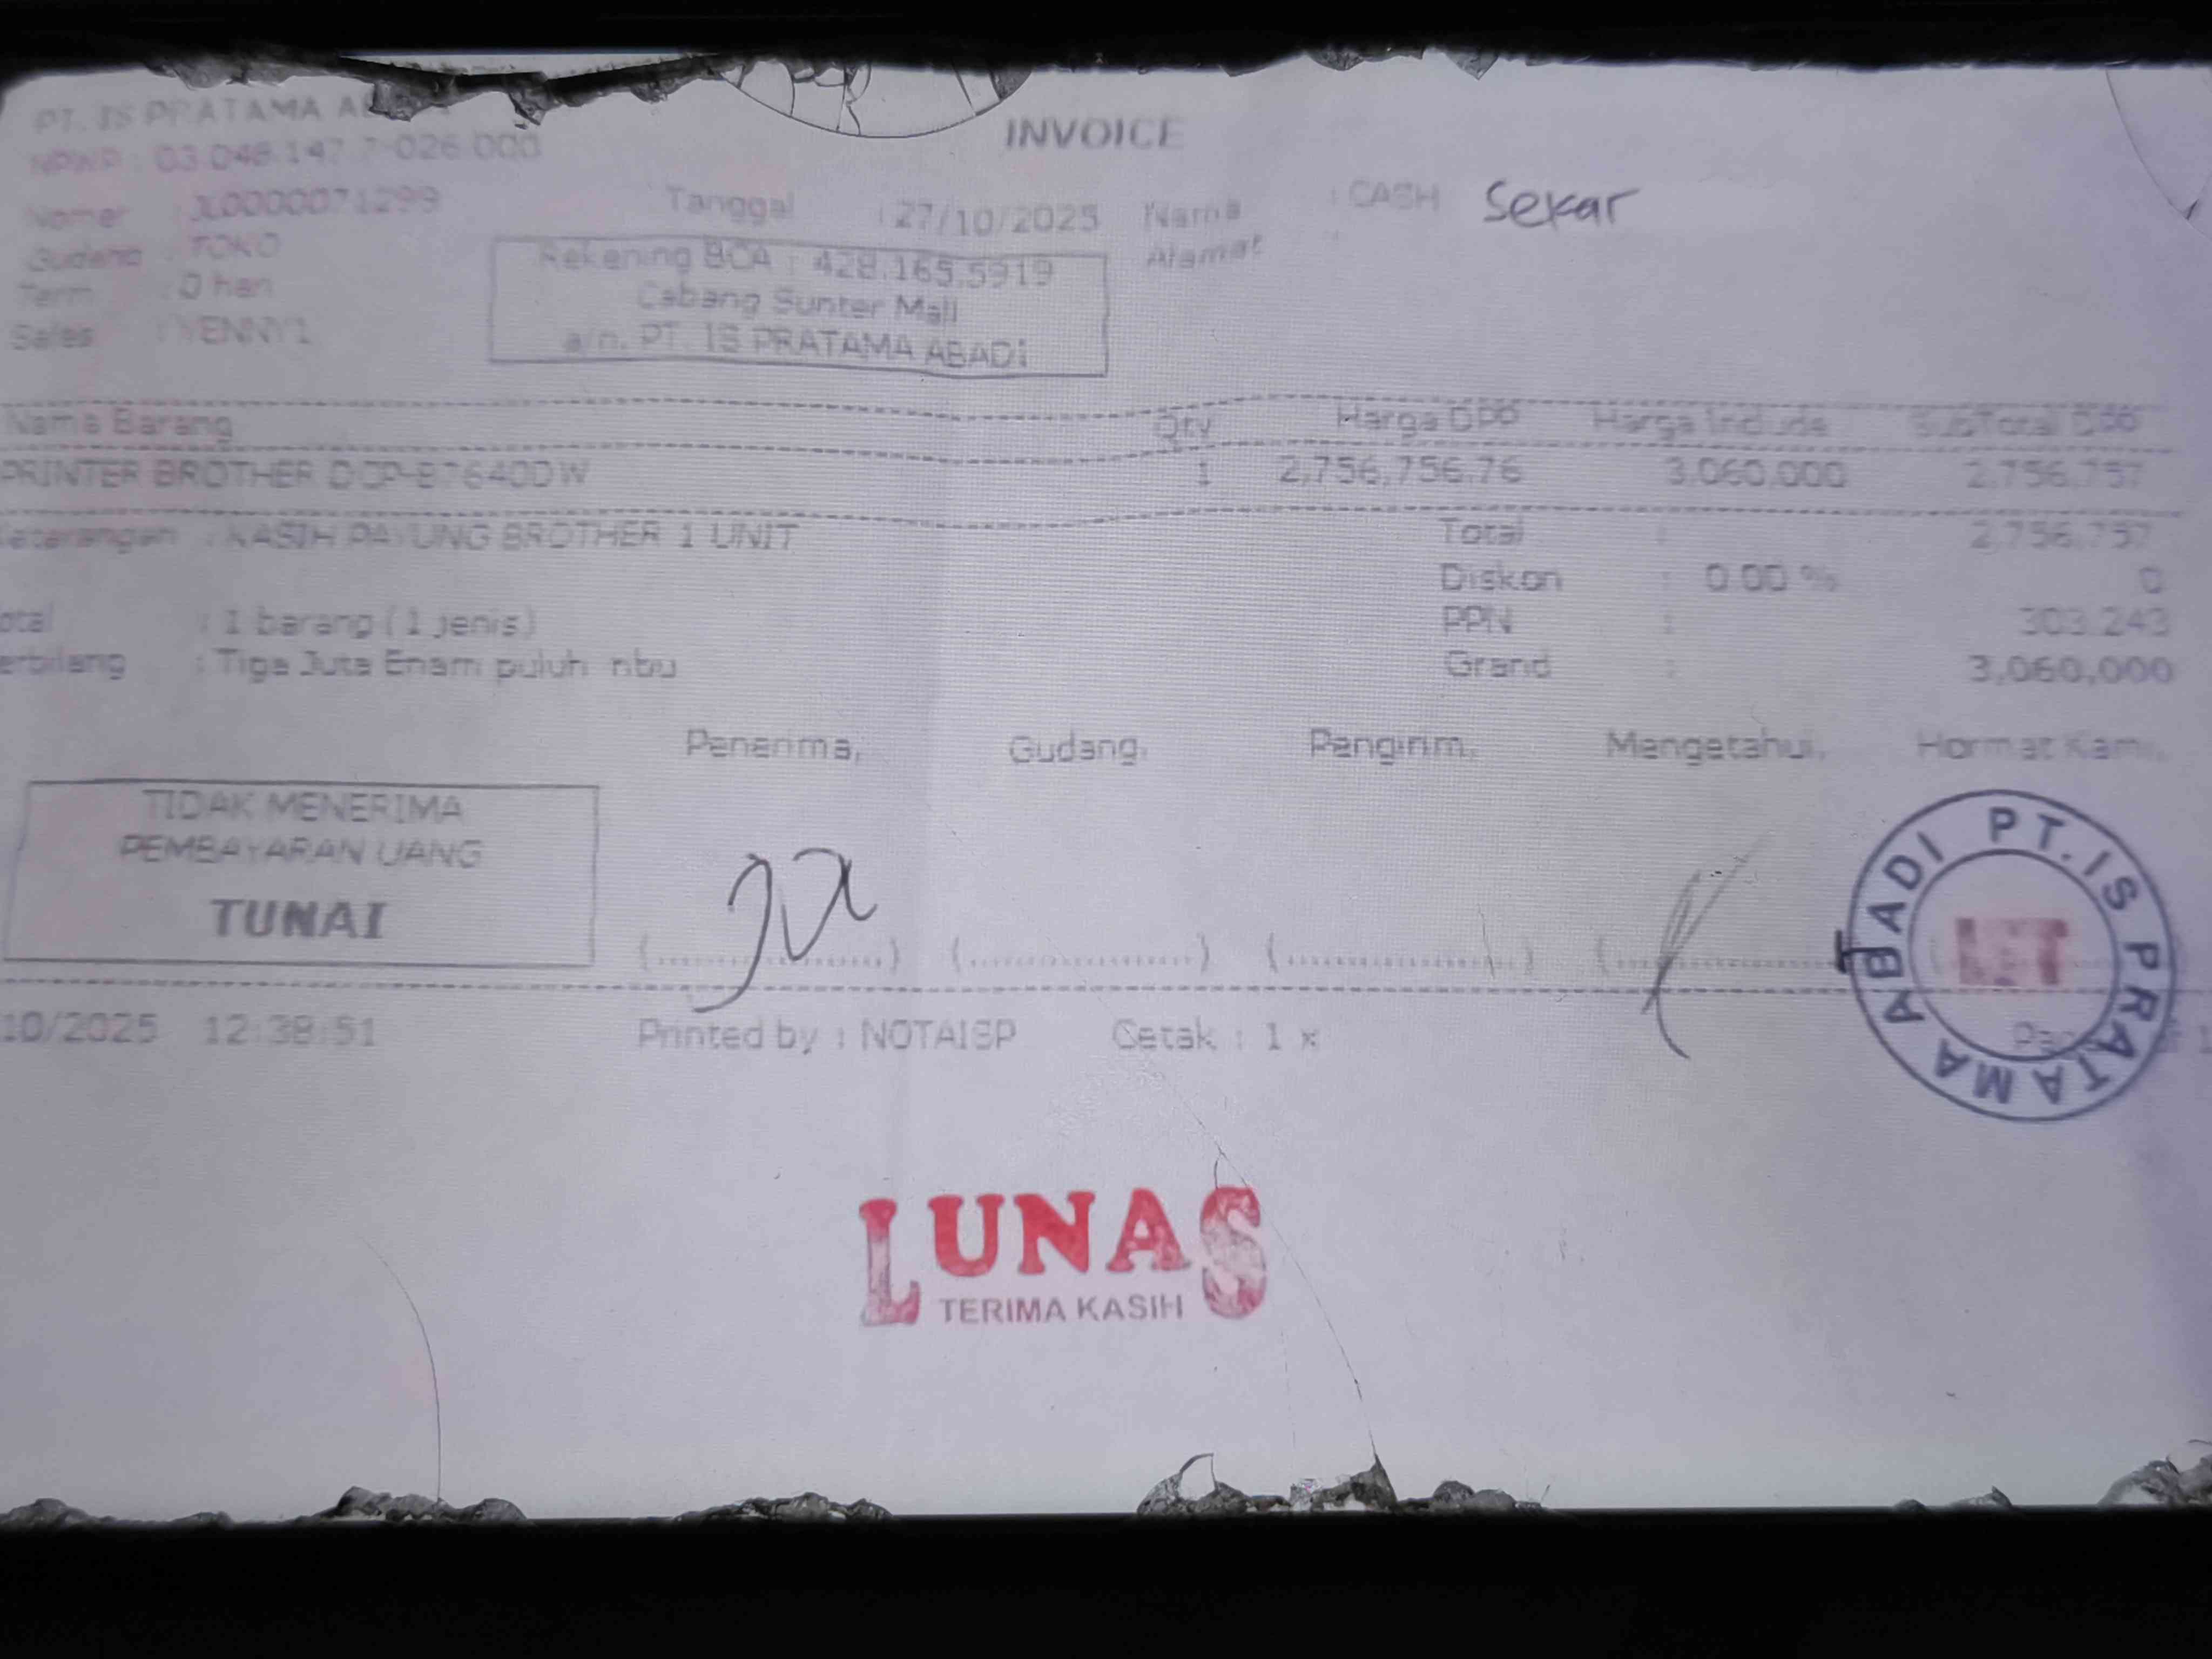 PT. IS PRATAMA
NPWP : 03.048.147.7-026.000
INVOICE
Nomer : JL0000071299
Tanggal : 27/10/2025
Nama : CASH Sekar
Gudang : TOKO
Alamat :
Term : 0 hari
Sales : YENNY1
Rekening BCA : 428.165.5919
Cabang Sunter Mall
a/n. PT. IS PRATAMA ABADI
Nama Barang Qty Harga DPP Harga Include SubTotal DPP
PRINTER BROTHER DCP-B7640DW 1 2,756,756.76 3,060,000 2,756,757
: KASIH PAYUNG BROTHER 1 UNIT
Total : 2,756,757
Diskon : 0.00 % 0
otal : 1 barang ( 1 jenis )
PPN : 303,243
erbilang : Tiga Juta Enam puluh ribu
Grand : 3,060,000
Penerima, Gudang, Pengirim, Mengetahui, Hormat Kami,
TIDAK MENERIMA
PEMBAYARAN UANG
TUNAI
(....................) (....................) (....................) (....................
PT. IS PRATAMA ABADI
10/2025 12:38:51 Printed by : NOTAISP Cetak : 1 x
LUNAS
TERIMA KASIH